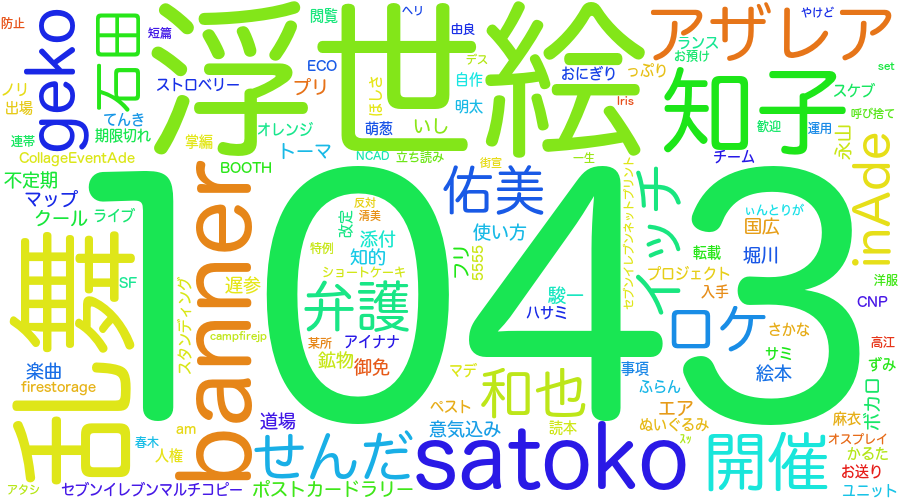 防止
geko
石田
短篇
浮世絵
閲覧
ヘリ
由良
アザレア
やけど
ランス
お預け
set
ECO
ストロベリー
プリ
デス
おにぎり
っぷり
自作
ほしさ
明太
Iris
知子
スケブ
呼び捨て
ノリ
出場
てんき
期限切れ
連帯
オレンジ
萌葱
いし
掌編
トーマ
NCAD
立ち読み
歓迎
運用
永山
CollageEventAde
BOOTH
街宣
一生
チーム
inAde
不定期
マップ
クール
ライブ
banner
1043
佑美
イッチ
セブンイレブンネットプリント
ぃんとりが
国広
反対
清美
改定
添付
使い方
特例
知的
フリ
5555
転載
堀川
乱舞
SF
スタンディング
遅参
ショートケーキ
プロジェクト
洋服
弁護
駿一
入手
CNP
ハサミ
ロケ
さかな
campfirejp
某所
アイナナ
鉱物
御免
サミ
高江
楽曲
firestorage
マデ
事項
絵本
ずみ
和也
ふらん
ボカロ
ベスト
エア
道場
am
意気込み
読本
ぬいぐるみ
麻衣
春木
人権
せんだ
satoko
スッ
開催
オスプレイ
かるた
お送り
アタシ
セブンイレブンマルチコピー
ポストカードラリー
ユニット